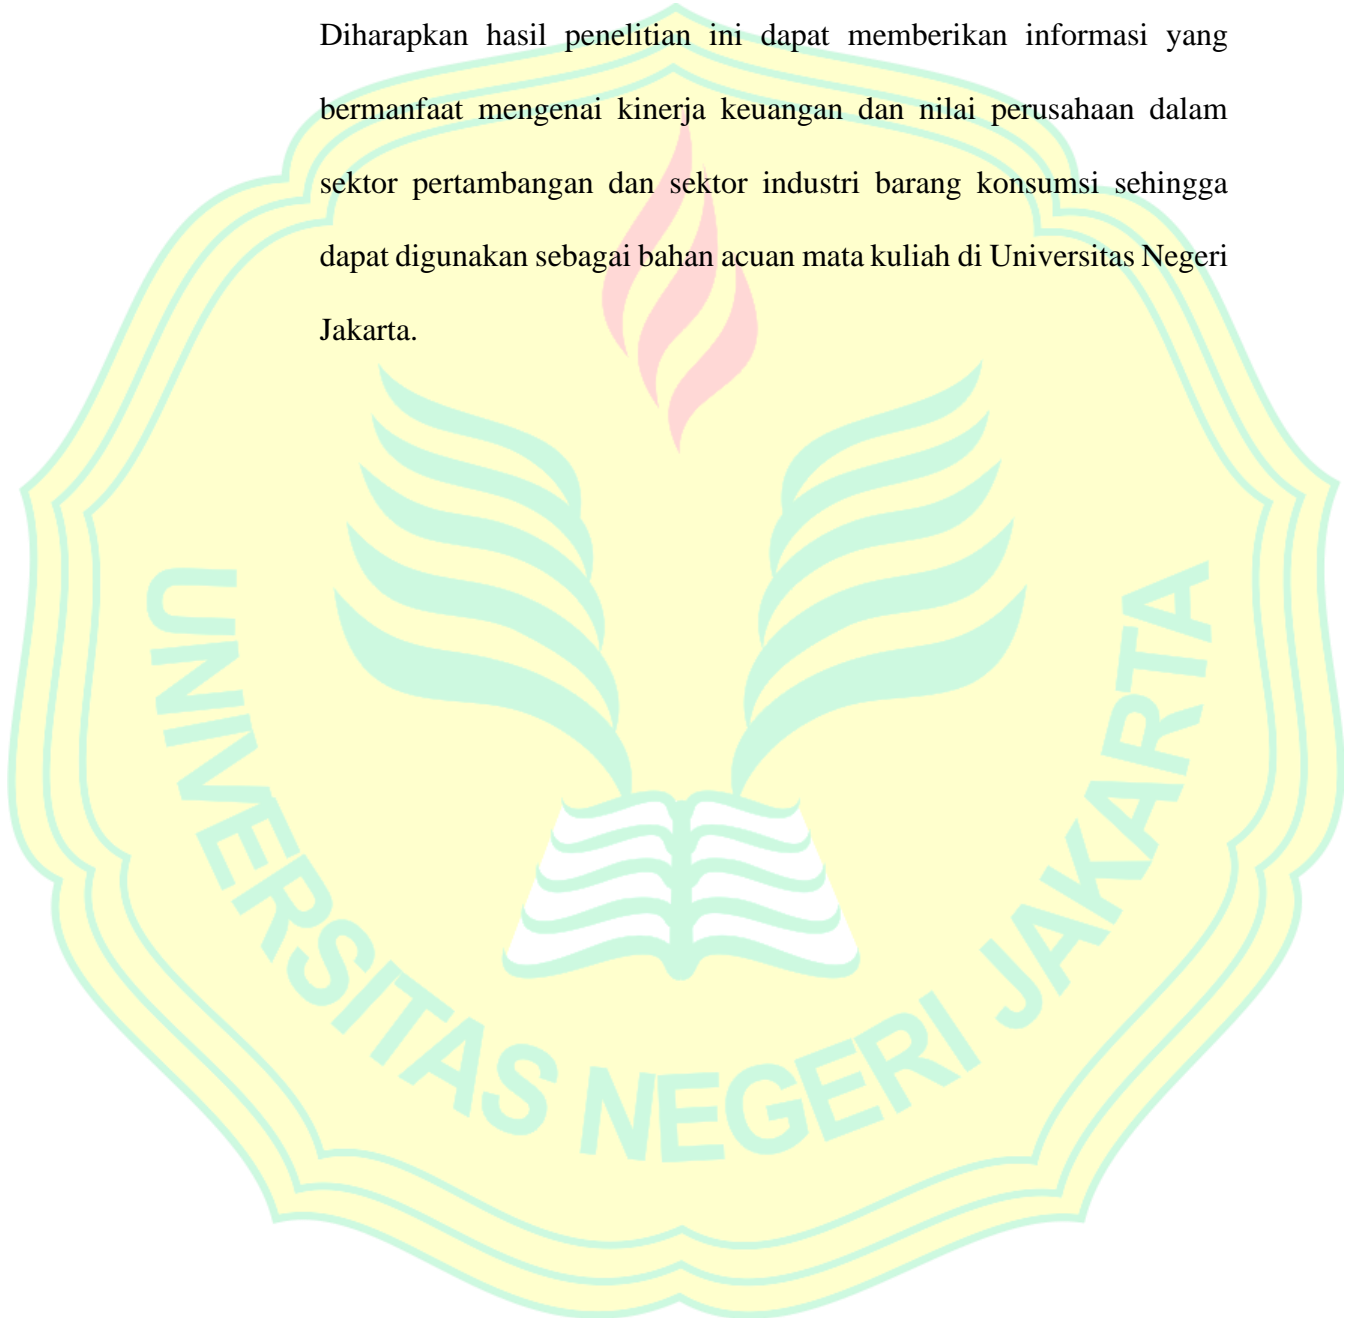 Diharapkan hasil penelitian ini dapat memberikan informasi yang
bermanfaat mengenai kinerja keuangan dan nilai perusahaan dalam
sektor pertambangan dan sektor industri barang konsumsi sehingga
dapat digunakan sebagai bahan acuan mata kuliah di Universitas Negeri
Jakarta.
UNIVERSITAS NEGERI JAKARTA